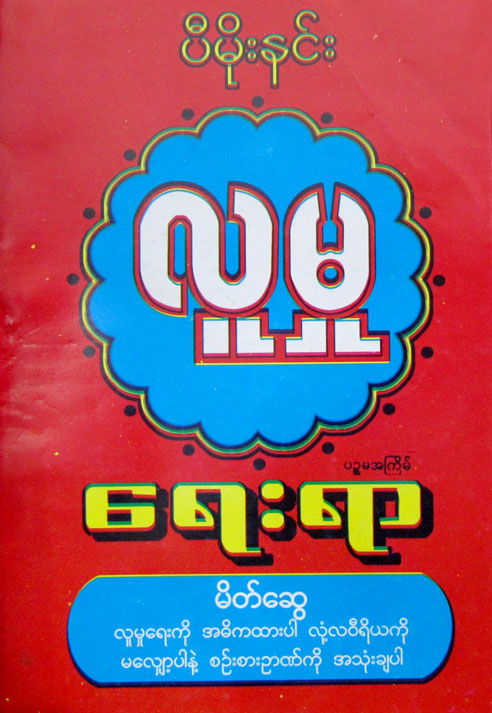 ပီမိုးနင်း
လူမှု
ပဉ္စမအကြိမ်
ရေးရာ
မိတ်ဆွေ
လူမှုရေးကို အဓိကထားပါ လုံ့လဝီရိယကို
မလျှော့ပါနဲ့ စဉ်းစားဉာဏ်ကို အသုံးချပါ